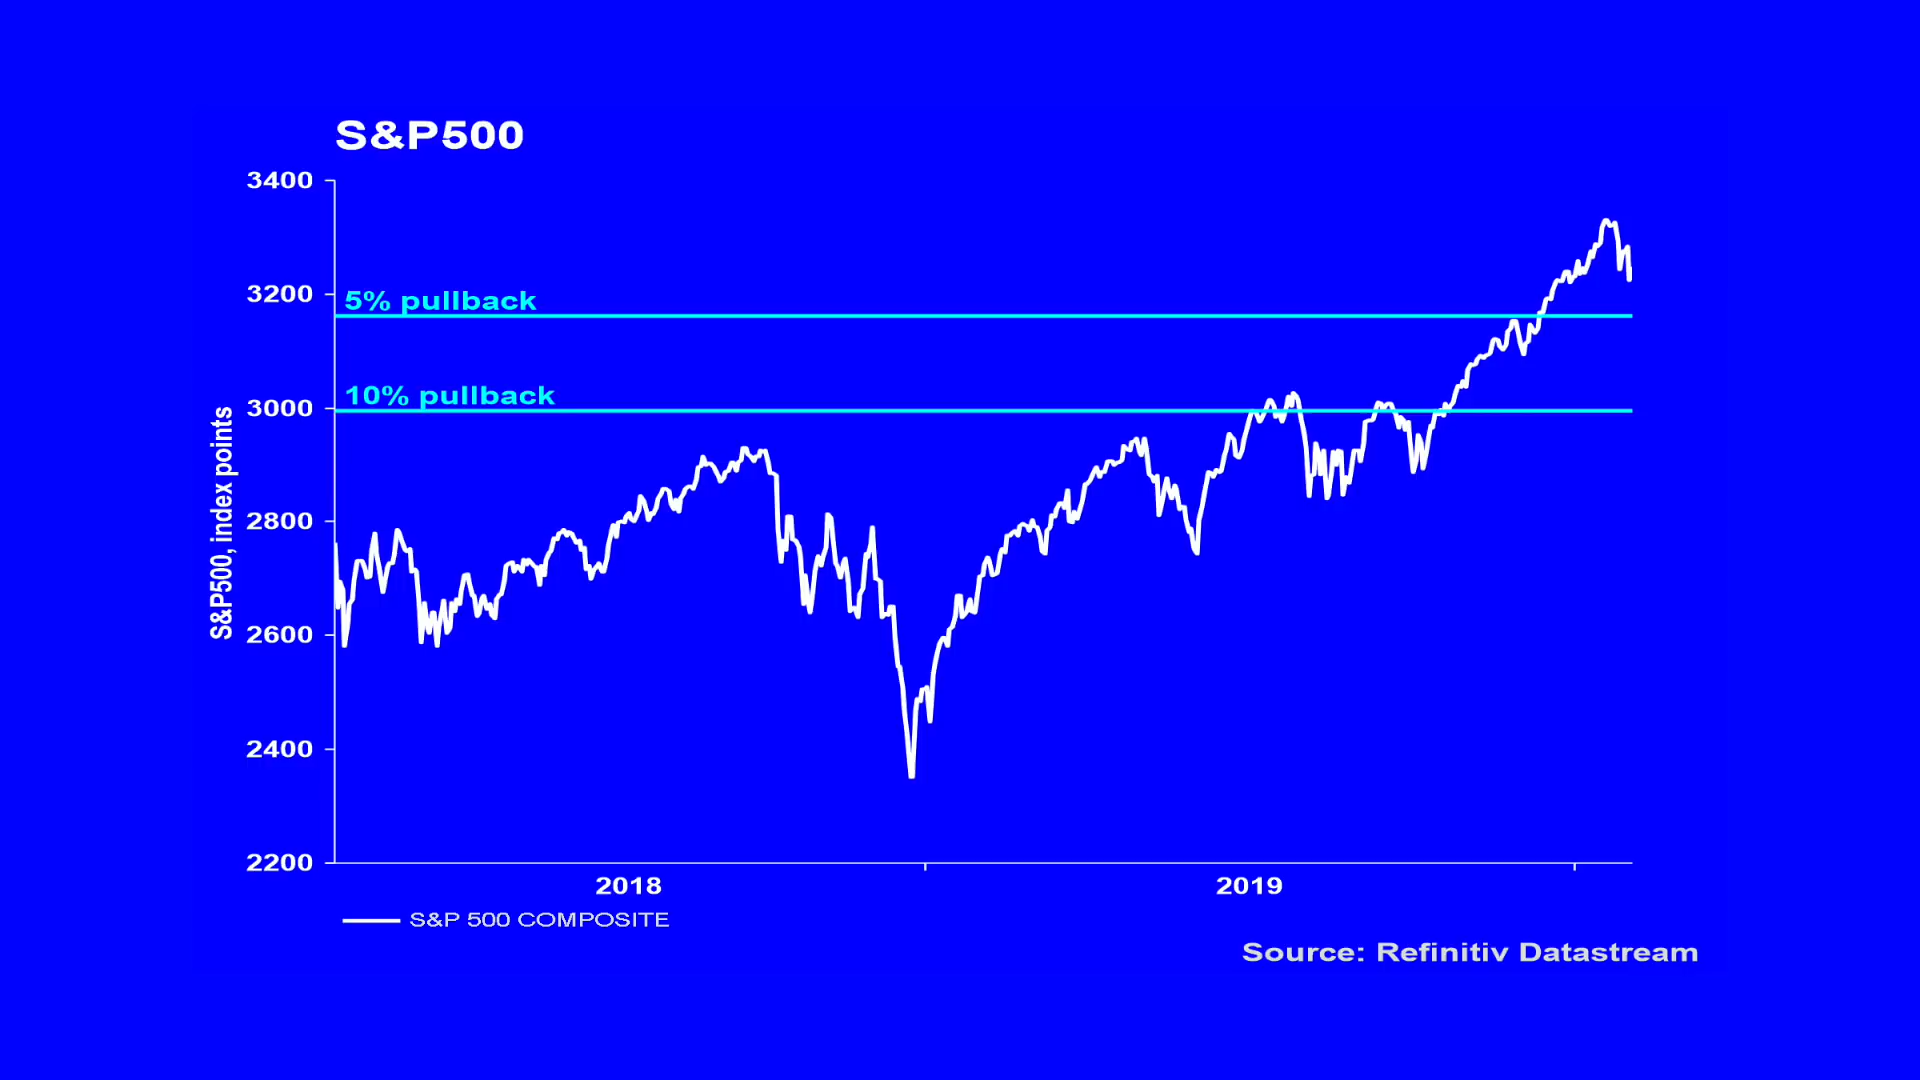 S&P500
3400
3200
3000
2800
2600
2400
2200
S&P500, index points
5% pullback
10% pullback
2018
2019
S&P 500 COMPOSITE
Source: Refinitiv Datastream